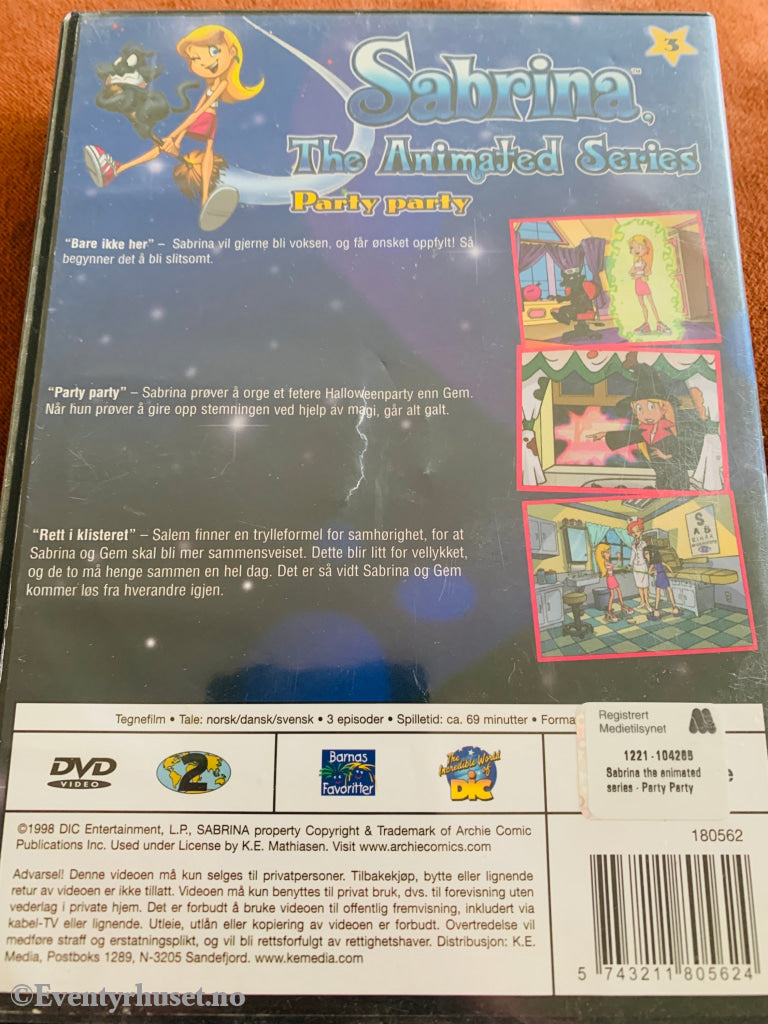 3
Sabrina™
The Animated Series
Party party
"Bare ikke her" – Sabrina vil gjerne bli voksen, og får ønsket oppfylt! Så
begynner det å bli slitsomt.
"Party party" – Sabrina prøver å orge et fetere Halloweenparty enn Gem.
Når hun prøver å gire opp stemningen ved hjelp av magi, går alt galt.
"Rett i klisteret" – Salem finner en trylleformel for samhørighet, for at
Sabrina og Gem skal bli mer sammensveiset. Dette blir litt for vellykket,
og de to må henge sammen en hel dag. Det er så vidt Sabrina og Gem
kommer løs fra hverandre igjen.
S
A B
Tegnefilm • Tale: norsk/dansk/svensk • 3 episoder • Spilletid: ca. 69 minutter • Forma
Registrert
Medietilsynet
1221-104265
Sabrina the animated
series - Party Party
DVD
VIDEO
2
Barnas
Favoritter
The
Incredible World
of
DIC
e
©1998 DIC Entertainment, L.P., SABRINA property Copyright & Trademark of Archie Comic
Publications Inc. Used under License by K.E. Mathiasen. Visit www.archiecomics.com
180562
Advarsel! Denne videoen må kun selges til privatpersoner. Tilbakekjøp, bytte eller lignende
retur av videoen er ikke tillatt. Videoen må kun benyttes til privat bruk, dvs. til forevisning uten
vederlag i private hjem. Det er forbudt å bruke videoen til offentlig fremvisning, inkludert via
kabel-TV eller lignende. Utleie, utlån eller kopiering av videoen er forbudt. Overtredelse vil
medføre straff og erstatningsplikt, og vil bli rettsforfulgt av rettighetshaver. Distribusjon: K.E.
Media, Postboks 1289, N-3205 Sandefjord. www.kemedia.com
5 743211 805624
©Eventyrhuset.no